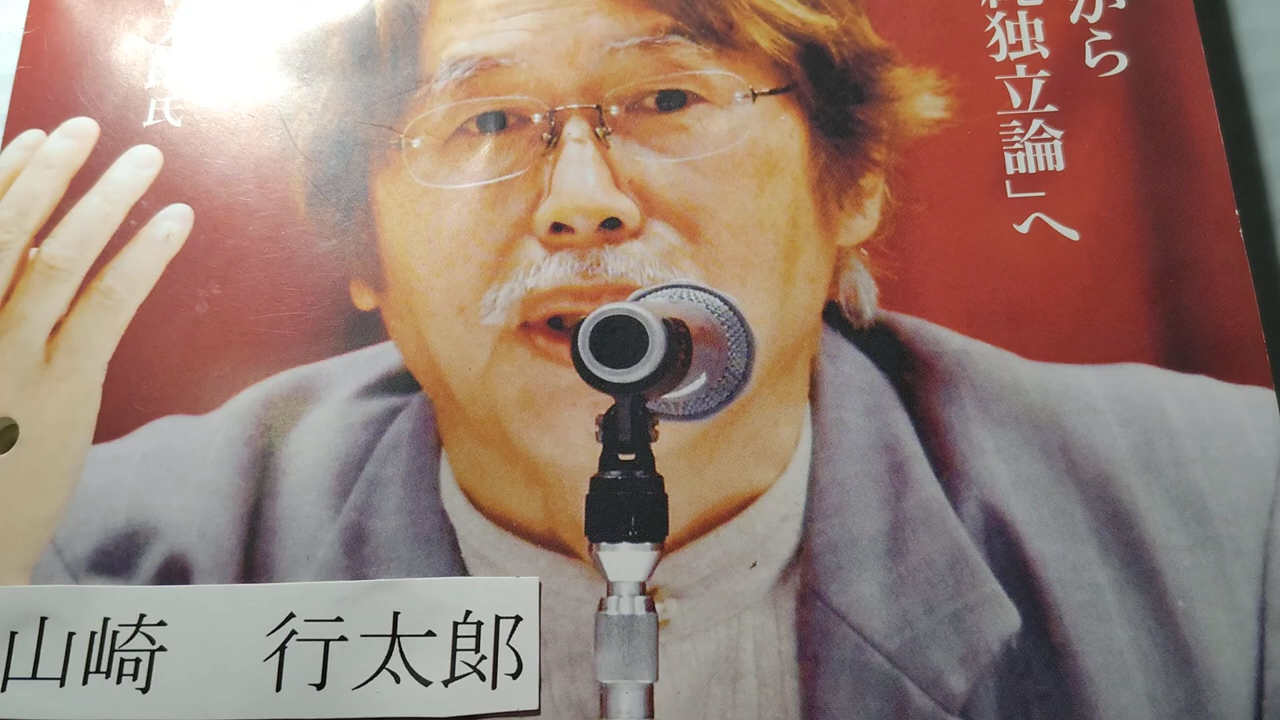 から
独立論」へ
氏
山崎 行太郎